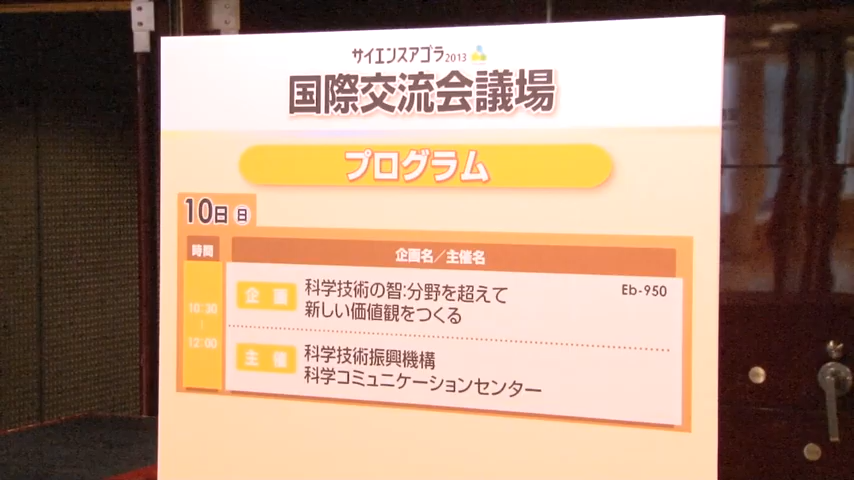 サイエンスアゴラ2013
国際交流会議場
プログラム
10日 日
時間
企画名／主催名
10:30
12:00
企画
科学技術の智:分野を超えて
新しい価値観をつくる
Eb-950
主催
科学技術振興機構
科学コミュニケーションセンター